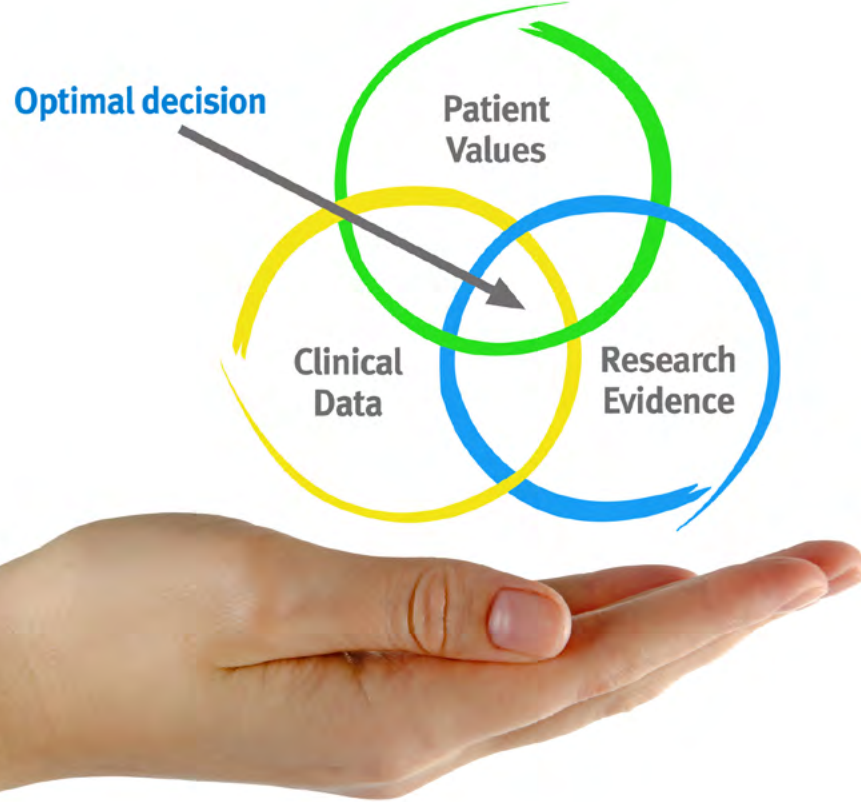 Optimal decision
Patient
Values
Clinical
Data
Research
Evidence